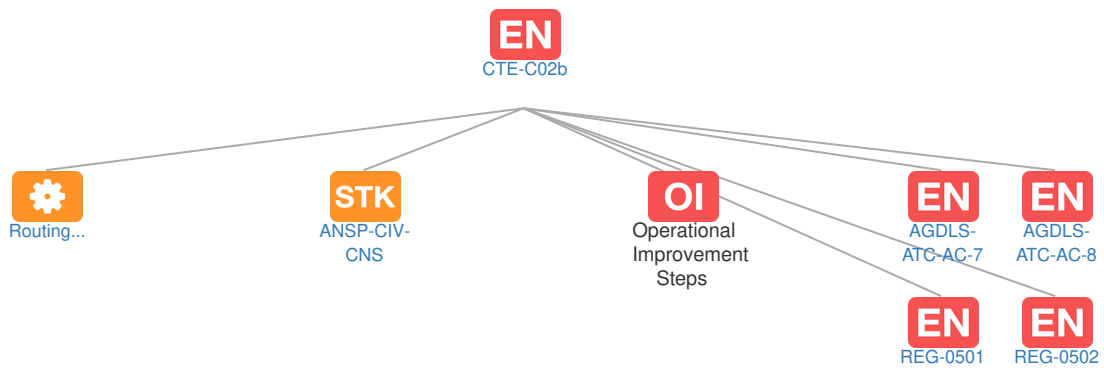 EN
CTE-C02b
Routing...
STK
ANSP-CIV-
CNS
OI
Operational
Improvement
Steps
EN
AGDLS-
ATC-AC-7
EN
AGDLS-
ATC-AC-8
EN
REG-0501
EN
REG-0502